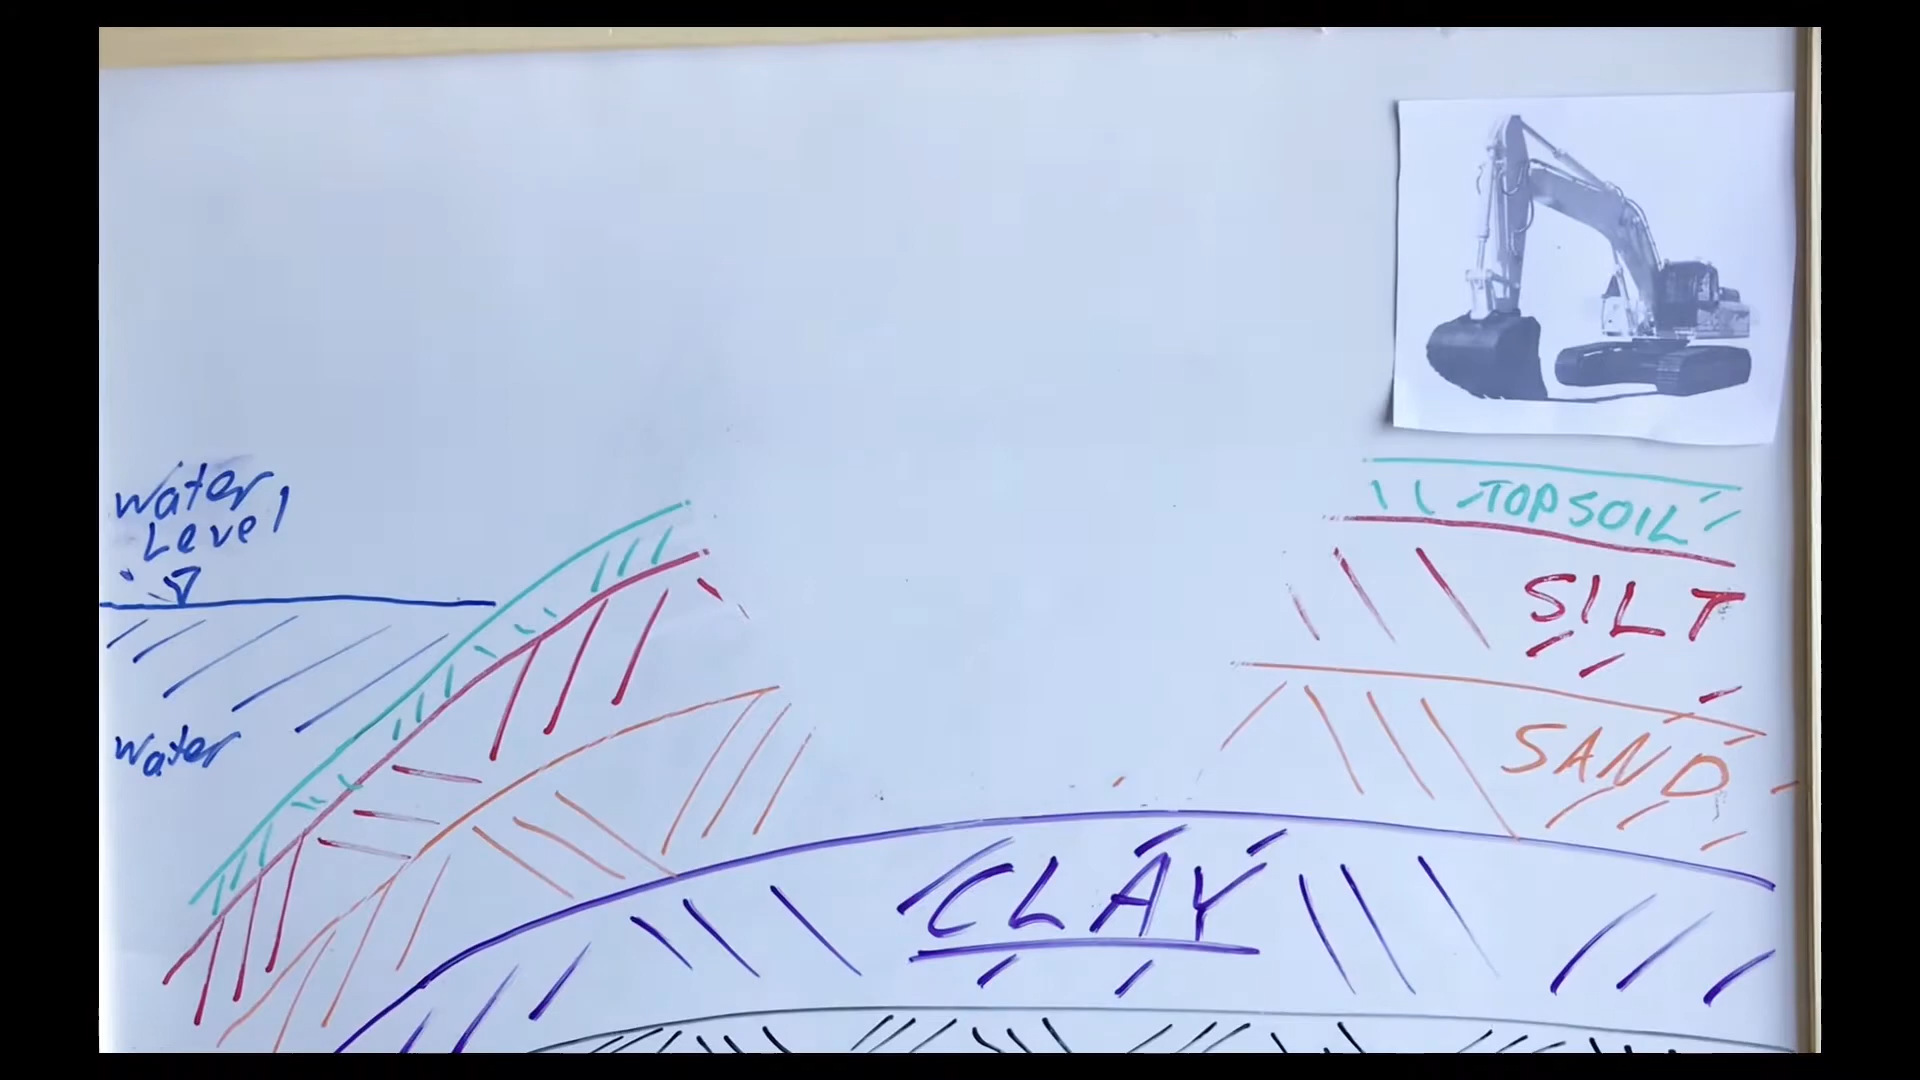 Water
Level
Water
TOPSOIL
SILT
SAND
CLAY